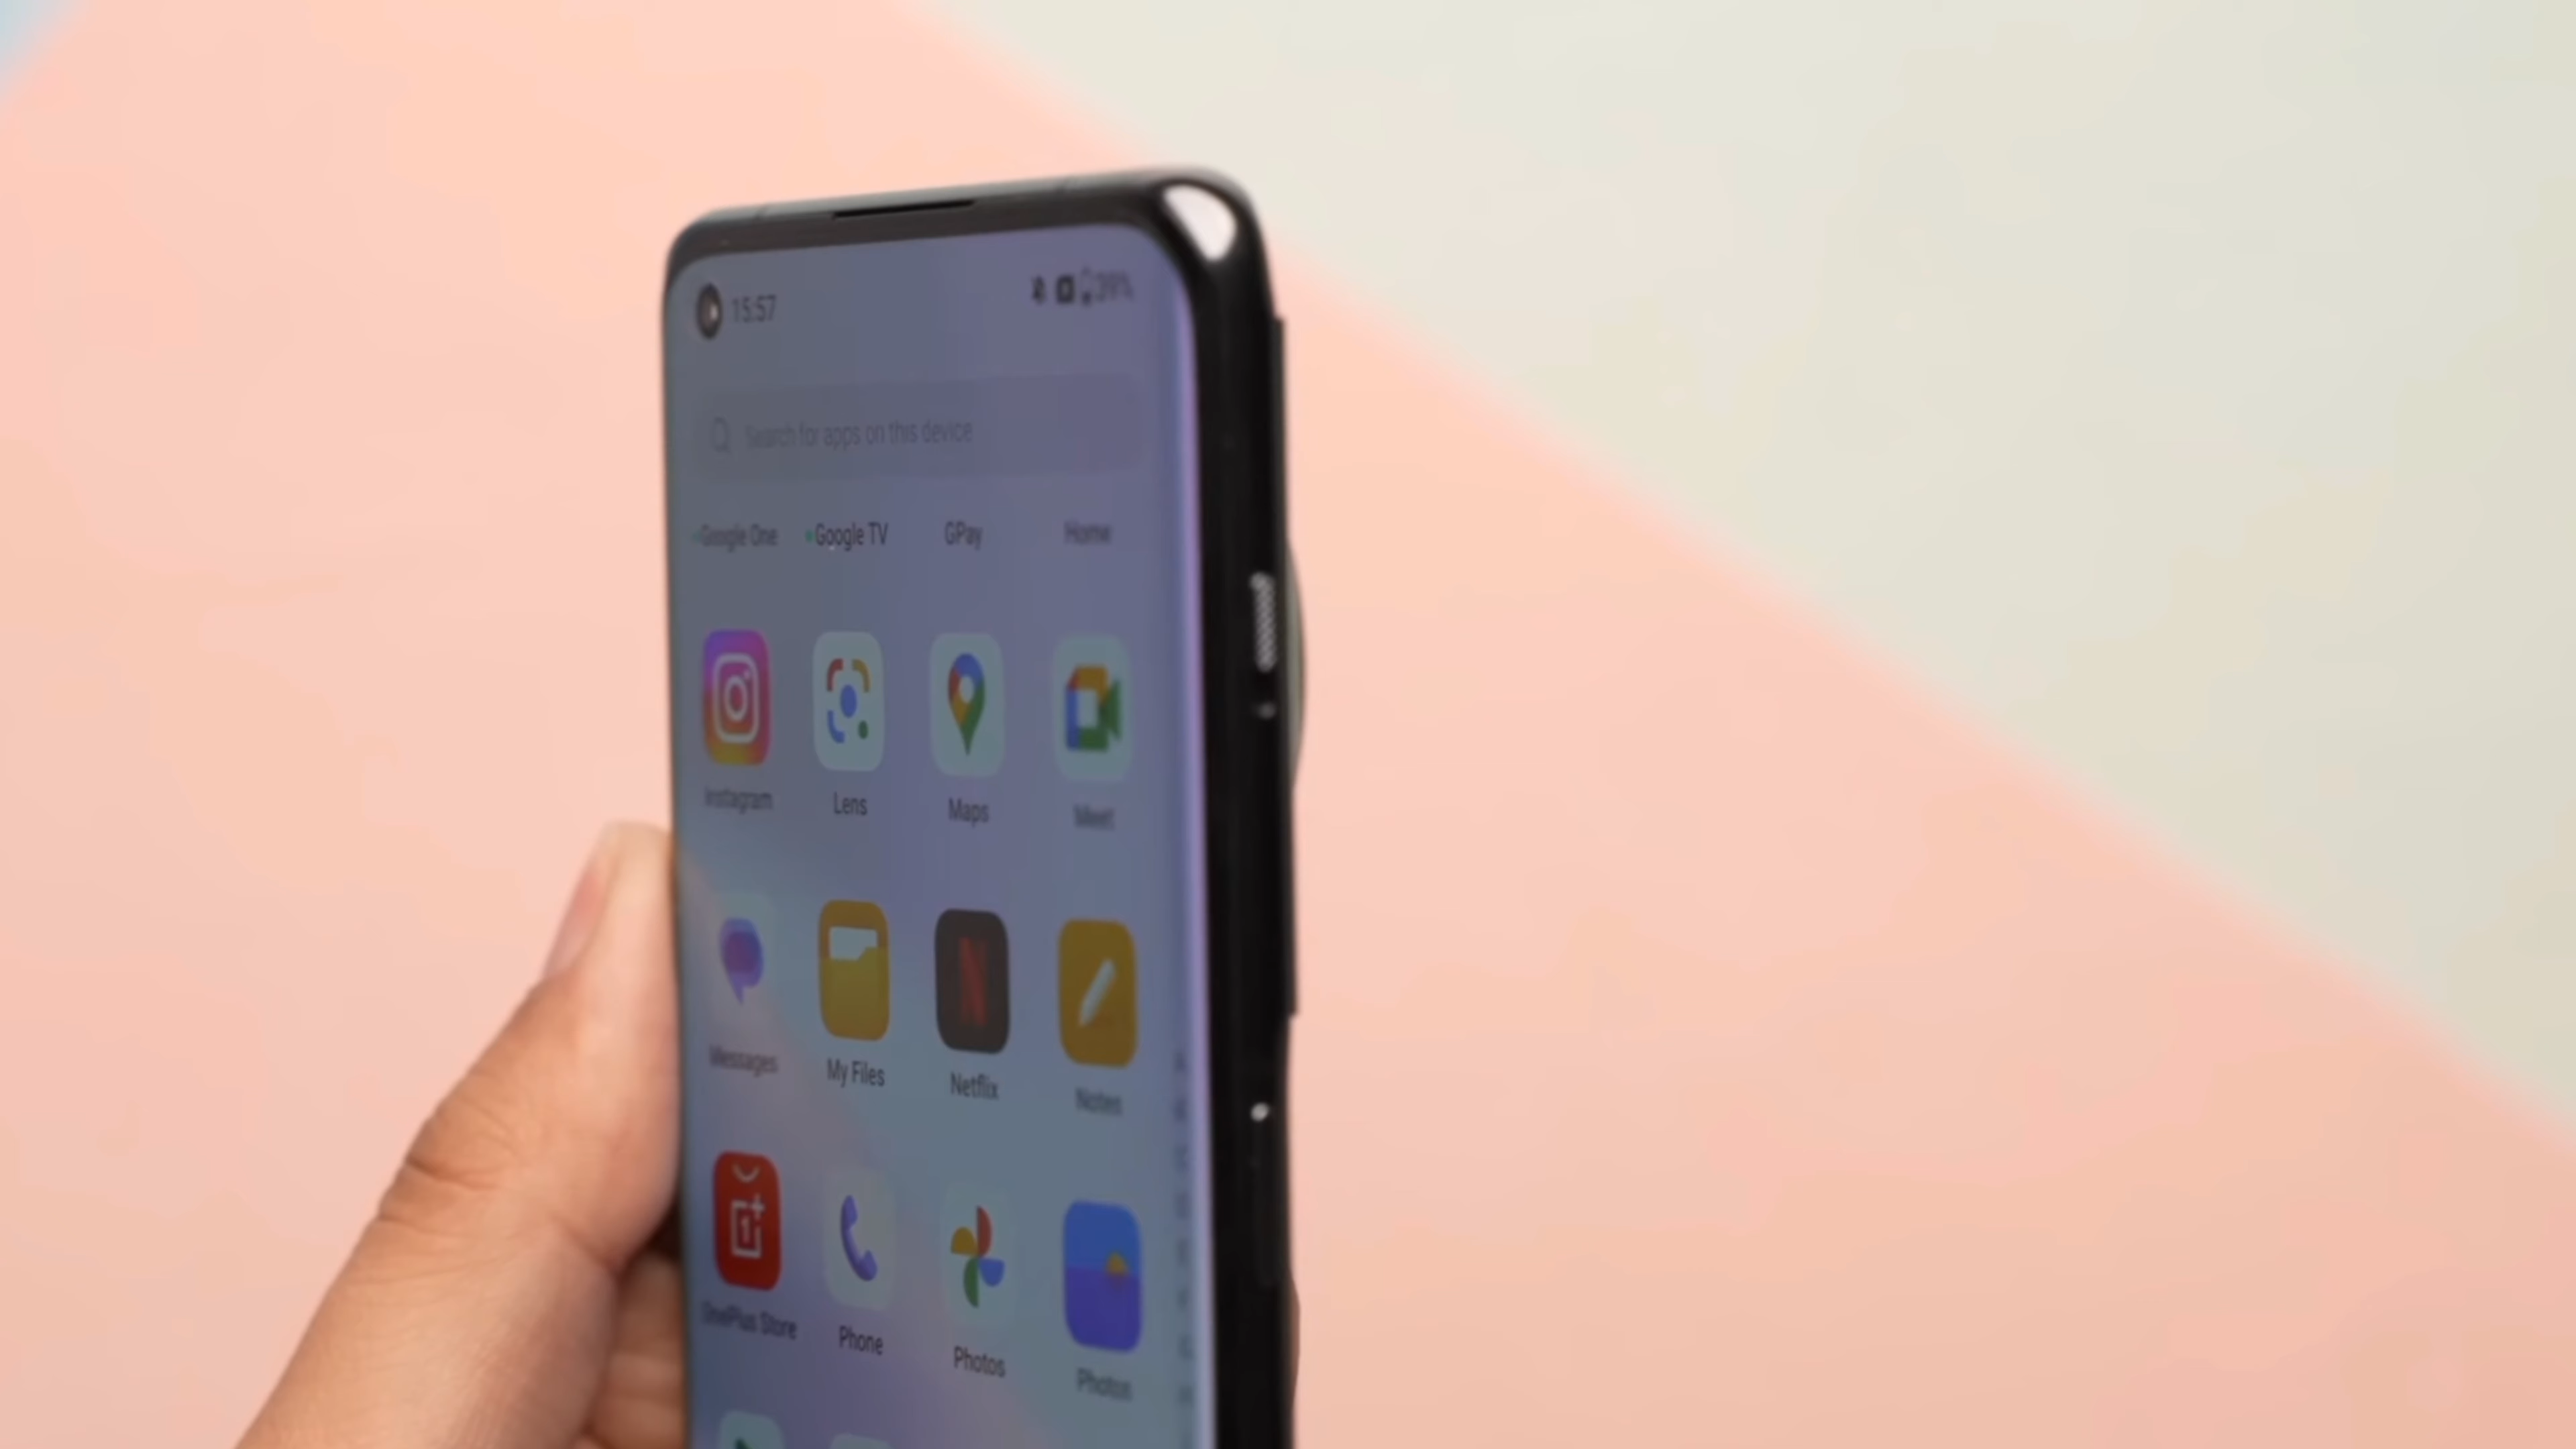 15:57 39%
Search for apps on this device
Google One Google TV GPay Home
Instagram Lens Maps Meet
Messages My Files Netflix Notes
OnePlus Store Phone Photos Photos